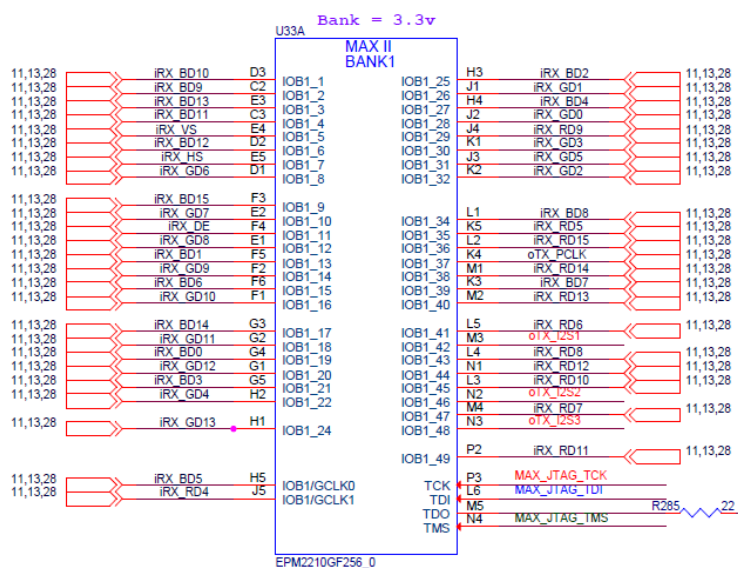 Bank = 3.3v
U33A
MAX II
BANK1
11,13,28 iRX_BD10 D3 IOB1_1 IOB1_25 H3 iRX_BD2 11,13,28
11,13,28 iRX_BD9 C2 IOB1_2 IOB1_26 J1 iRX_GD1 11,13,28
11,13,28 iRX_BD13 E3 IOB1_3 IOB1_27 H4 iRX_BD4 11,13,28
11,13,28 iRX_BD11 C3 IOB1_4 IOB1_28 J2 iRX_GD0 11,13,28
11,13,28 iRX_VS E4 IOB1_5 IOB1_29 J4 iRX_RD9 11,13,28
11,13,28 iRX_BD12 D2 IOB1_6 IOB1_30 K1 iRX_GD3 11,13,28
11,13,28 iRX_HS E5 IOB1_7 IOB1_31 J3 iRX_GD5 11,13,28
11,13,28 iRX_GD6 D1 IOB1_8 IOB1_32 K2 iRX_GD2 11,13,28
11,13,28 iRX_BD15 F3 IOB1_9 IOB1_34 L1 iRX_BD8 11,13,28
11,13,28 iRX_GD7 E2 IOB1_10 IOB1_35 K5 iRX_RD5 11,13,28
11,13,28 iRX_DE F4 IOB1_11 IOB1_36 L2 iRX_RD15 11,13,28
11,13,28 iRX_GD8 E1 IOB1_12 IOB1_37 K4 oTX_PCLK 11,13,28
11,13,28 iRX_BD1 F5 IOB1_13 IOB1_38 M1 iRX_RD14 11,13,28
11,13,28 iRX_GD9 F2 IOB1_14 IOB1_39 K3 iRX_BD7 11,13,28
11,13,28 iRX_BD6 F6 IOB1_15 IOB1_40 M2 iRX_RD13 11,13,28
11,13,28 iRX_GD10 F1 IOB1_16
11,13,28 iRX_BD14 G3 IOB1_17 IOB1_41 L5 iRX_RD6 11,13,28
11,13,28 iRX_GD11 G2 IOB1_18 IOB1_42 M3 oTX_I2S1
11,13,28 iRX_BD0 G4 IOB1_19 IOB1_43 L4 iRX_RD8 11,13,28
11,13,28 iRX_GD12 G1 IOB1_20 IOB1_44 N1 iRX_RD12 11,13,28
11,13,28 iRX_BD3 G5 IOB1_21 IOB1_45 L3 iRX_RD10 11,13,28
11,13,28 iRX_GD4 H2 IOB1_22 IOB1_46 N2 oTX_I2S2
IOB1_47 M4 iRX_RD7 11,13,28
11,13,28 iRX_GD13 H1 IOB1_24 IOB1_48 N3 oTX_I2S3
IOB1_49 P2 iRX_RD11 11,13,28
11,13,28 iRX_BD5 H5 IOB1/GCLK0 TCK P3 MAX_JTAG_TCK
11,13,28 iRX_RD4 J5 IOB1/GCLK1 TDI L6 MAX_JTAG_TDI
TDO M5 R285 22
TMS N4 MAX_JTAG_TMS
EPM2210GF256_0